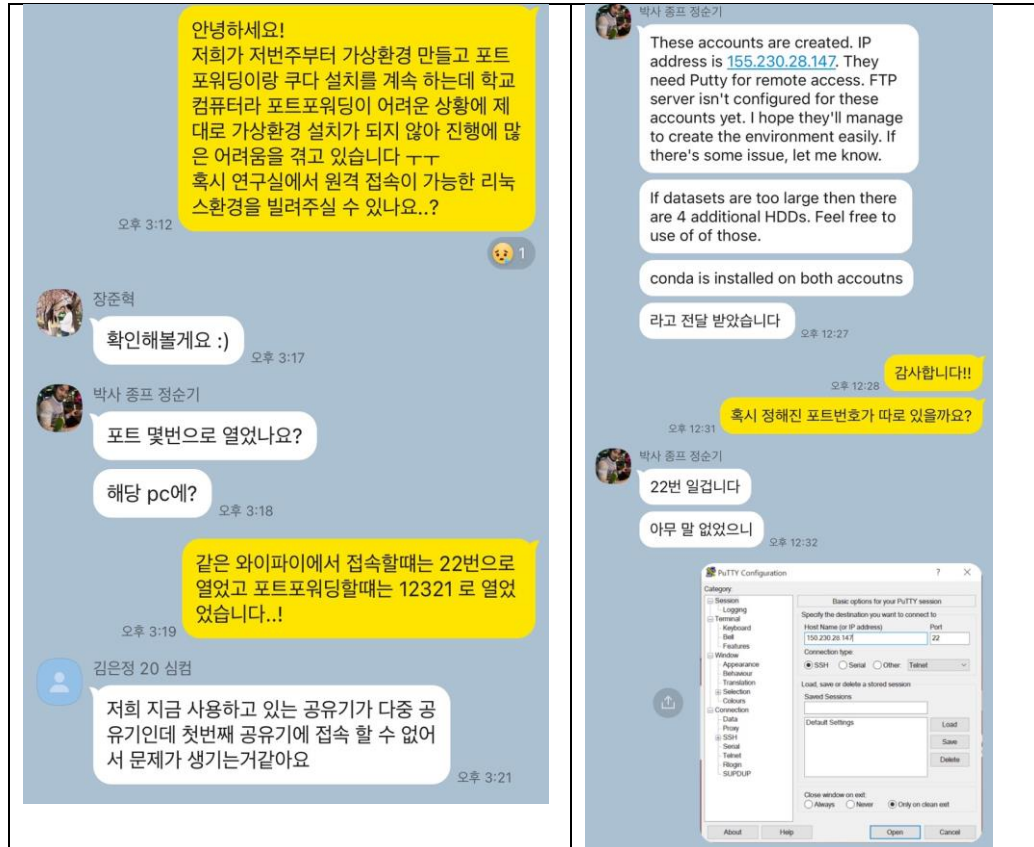 안녕하세요!
저희가 저번주부터 가상환경 만들고 포트
포워딩이랑 쿠다 설치를 계속 하는데 학교
컴퓨터라 포트포워딩이 어려운 상황에 제
대로 가상환경 설치가 되지 않아 진행에 많
은 어려움을 겪고 있습니다 ㅜㅜ
혹시 연구실에서 원격 접속이 가능한 리눅
스환경을 빌려주실 수 있나요..?
오후 3:12
1
장준혁
확인해볼게요 :)
오후 3:17
박사 종프 정순기
포트 몇번으로 열었나요?
해당 pc에?
오후 3:18
같은 와이파이에서 접속할떄는 22번으로
열었고 포트포워딩할떄는 12321 로 열었
었습니다..!
오후 3:19
김은정 20 심컴
저희 지금 사용하고 있는 공유기가 다중 공
유기인데 첫번째 공유기에 접속 할 수 없어
서 문제가 생기는거같아요
오후 3:21
박사 종프 정순기
These accounts are created. IP
address is 155.230.28.147. They
need Putty for remote access. FTP
server isn't configured for these
accounts yet. I hope they'll manage
to create the environment easily. If
there's some issue, let me know.
If datasets are too large then there
are 4 additional HDDs. Feel free to
use of of those.
conda is installed on both accoutns
라고 전달 받았습니다
오후 12:27
감사합니다!!
오후 12:28
혹시 정해진 포트번호가 따로 있을까요?
오후 12:31
박사 종프 정순기
22번 일겁니다
아무 말 없었으니
오후 12:32
PuTTY Configuration
? ×
Category:
Session
Logging
Terminal
Keyboard
Bell
Features
Window
Appearance
Behaviour
Translation
Selection
Colours
Connection
Data
Proxy
SSH
Serial
Telnet
Rlogin
SUPDUP
Basic options for your PuTTY session
Specify the destination you want to connect to
Host Name (or IP address) Port
150.230.28.147 22
Connection type:
SSH Serial Other: Telnet
Load, save or delete a stored session
Saved Sessions
Default Settings
Load
Save
Delete
Close window on exit:
Always Never Only on clean exit
About Help Open Cancel